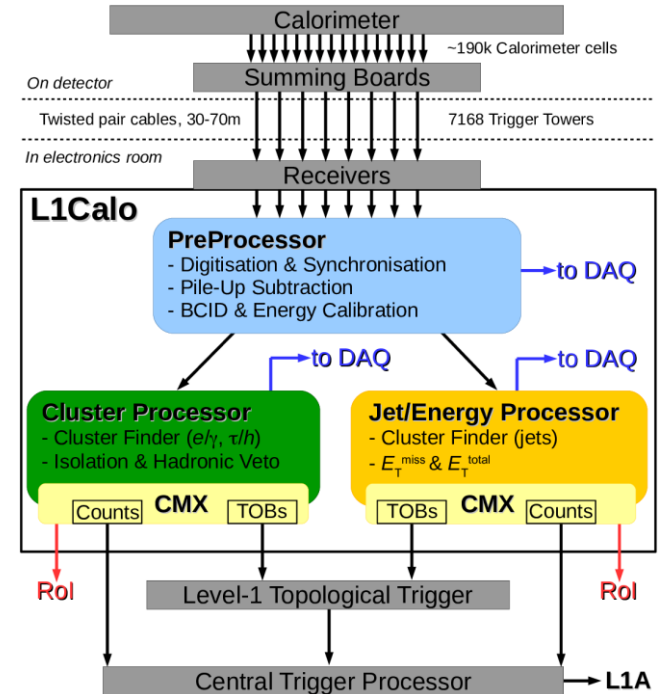 Calorimeter
~190k Calorimeter cells
Summing Boards
On detector
Twisted pair cables, 30-70m
7168 Trigger Towers
In electronics room
Receivers
L1Calo
PreProcessor
- Digitisation & Synchronisation
- Pile-Up Subtraction
- BCID & Energy Calibration
to DAQ
to DAQ
to DAQ
Cluster Processor
- Cluster Finder (e/γ, τ/h)
- Isolation & Hadronic Veto
Jet/Energy Processor
- Cluster Finder (jets)
- E_T^miss & E_T^total
Counts CMX TOBs
TOBs CMX Counts
RoI
RoI
Level-1 Topological Trigger
Central Trigger Processor
L1A